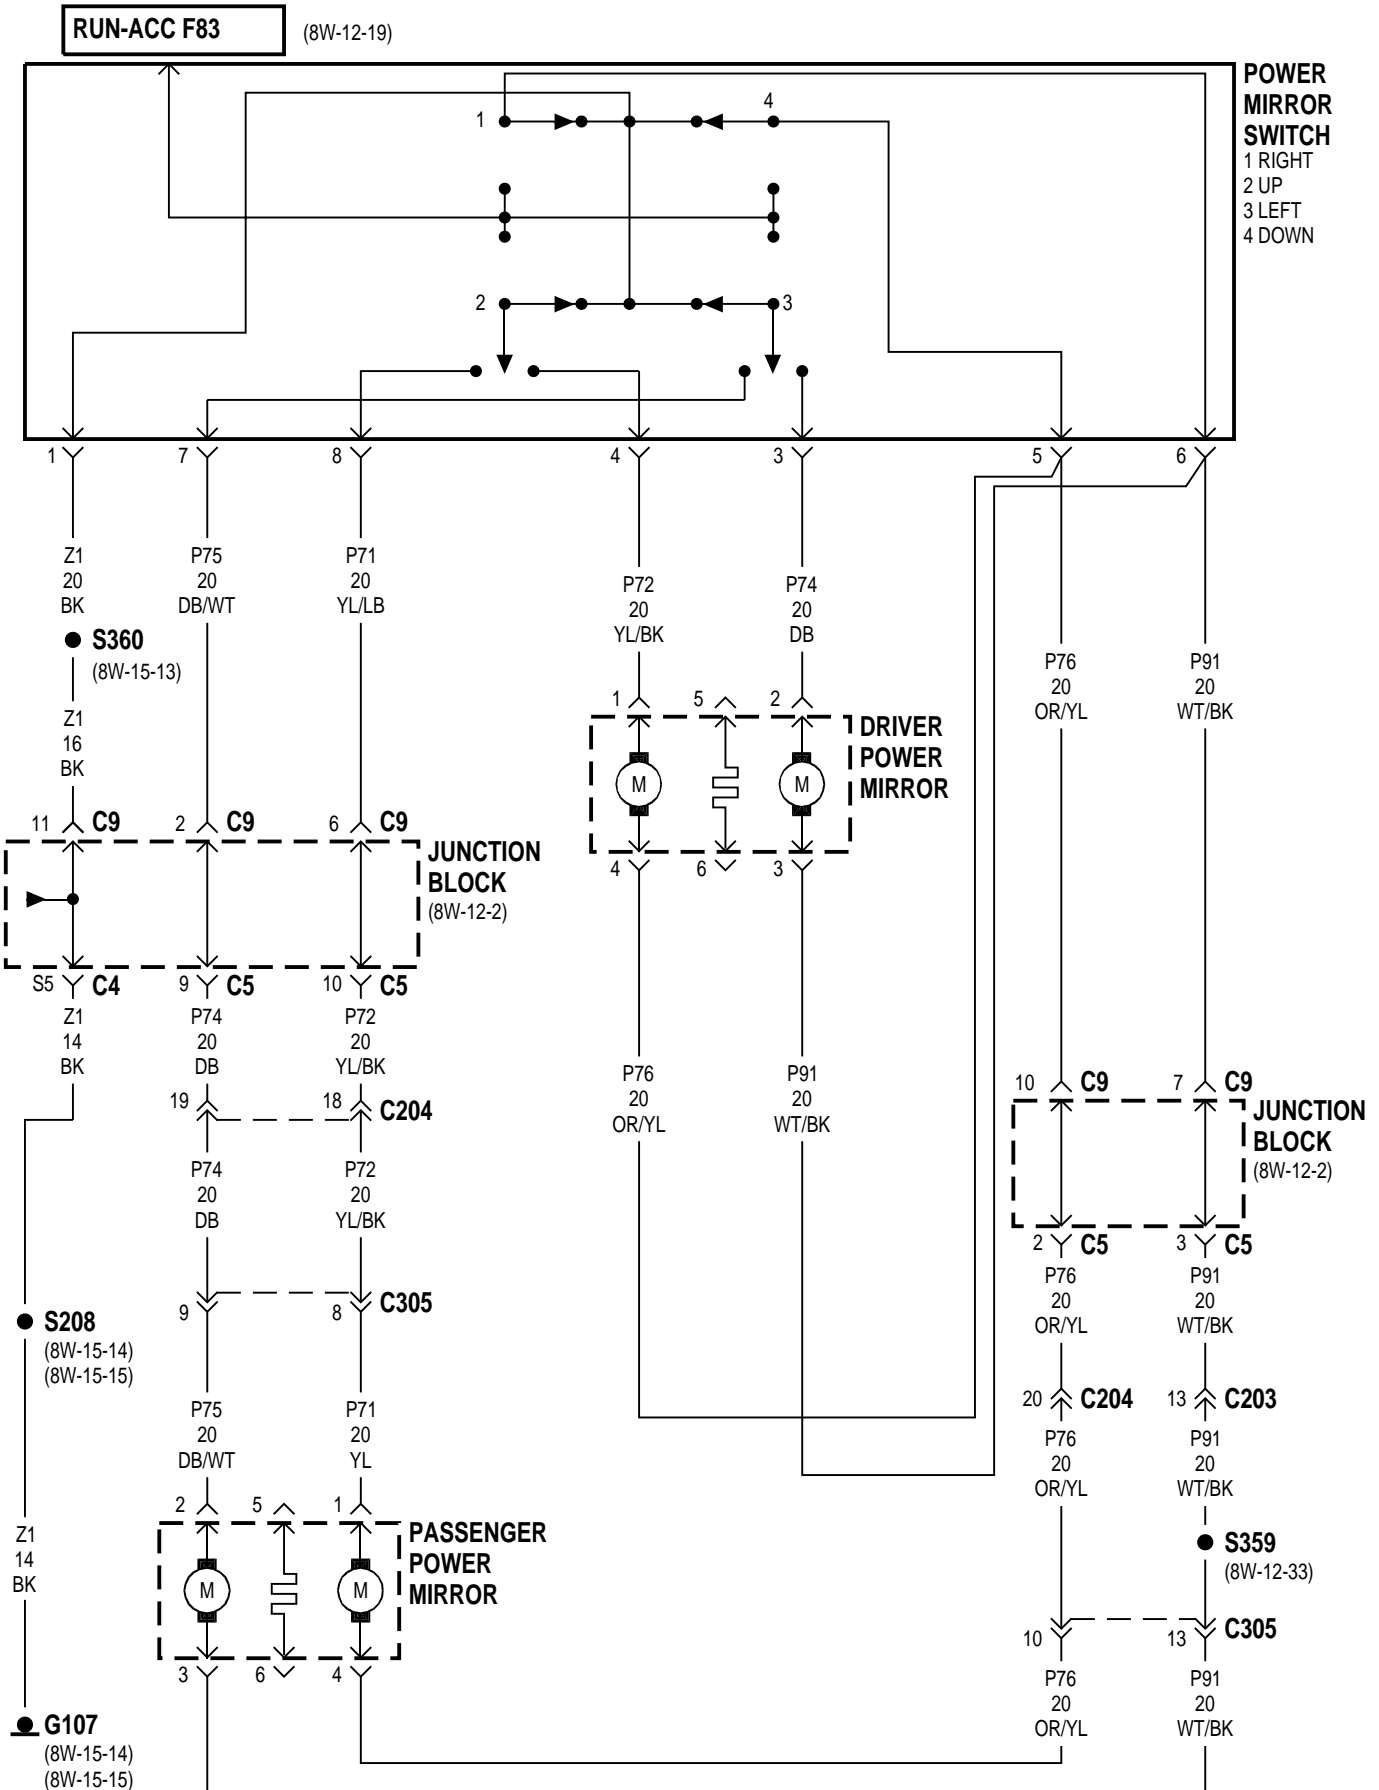 RUN-ACC F83
(8W-12-19)
POWER
MIRROR
SWITCH
1 RIGHT
2 UP
3 LEFT
4 DOWN
1
4
2
3
1
7
8
4
3
5
6
Z1
20
BK
P75
20
DB/WT
P71
20
YL/LB
P72
20
YL/BK
P74
20
DB
P76
20
OR/YL
P91
20
WT/BK
S360
(8W-15-13)
Z1
16
BK
1
5
2
DRIVER
POWER
MIRROR
M
M
4
6
3
11
C9
2
C9
6
C9
JUNCTION
BLOCK
(8W-12-2)
S5
C4
9
C5
10
C5
Z1
14
BK
P74
20
DB
P72
20
YL/BK
P76
20
OR/YL
P91
20
WT/BK
10
C9
7
C9
JUNCTION
BLOCK
(8W-12-2)
19
18
C204
P74
20
DB
P72
20
YL/BK
2
C5
3
C5
P76
20
OR/YL
P91
20
WT/BK
9
8
C305
S208
(8W-15-14)
(8W-15-15)
20
C204
13
C203
P75
20
DB/WT
P71
20
YL
P76
20
OR/YL
P91
20
WT/BK
2
5
1
PASSENGER
POWER
MIRROR
M
M
3
6
4
Z1
14
BK
S359
(8W-12-33)
10
13
C305
P76
20
OR/YL
P91
20
WT/BK
G107
(8W-15-14)
(8W-15-15)